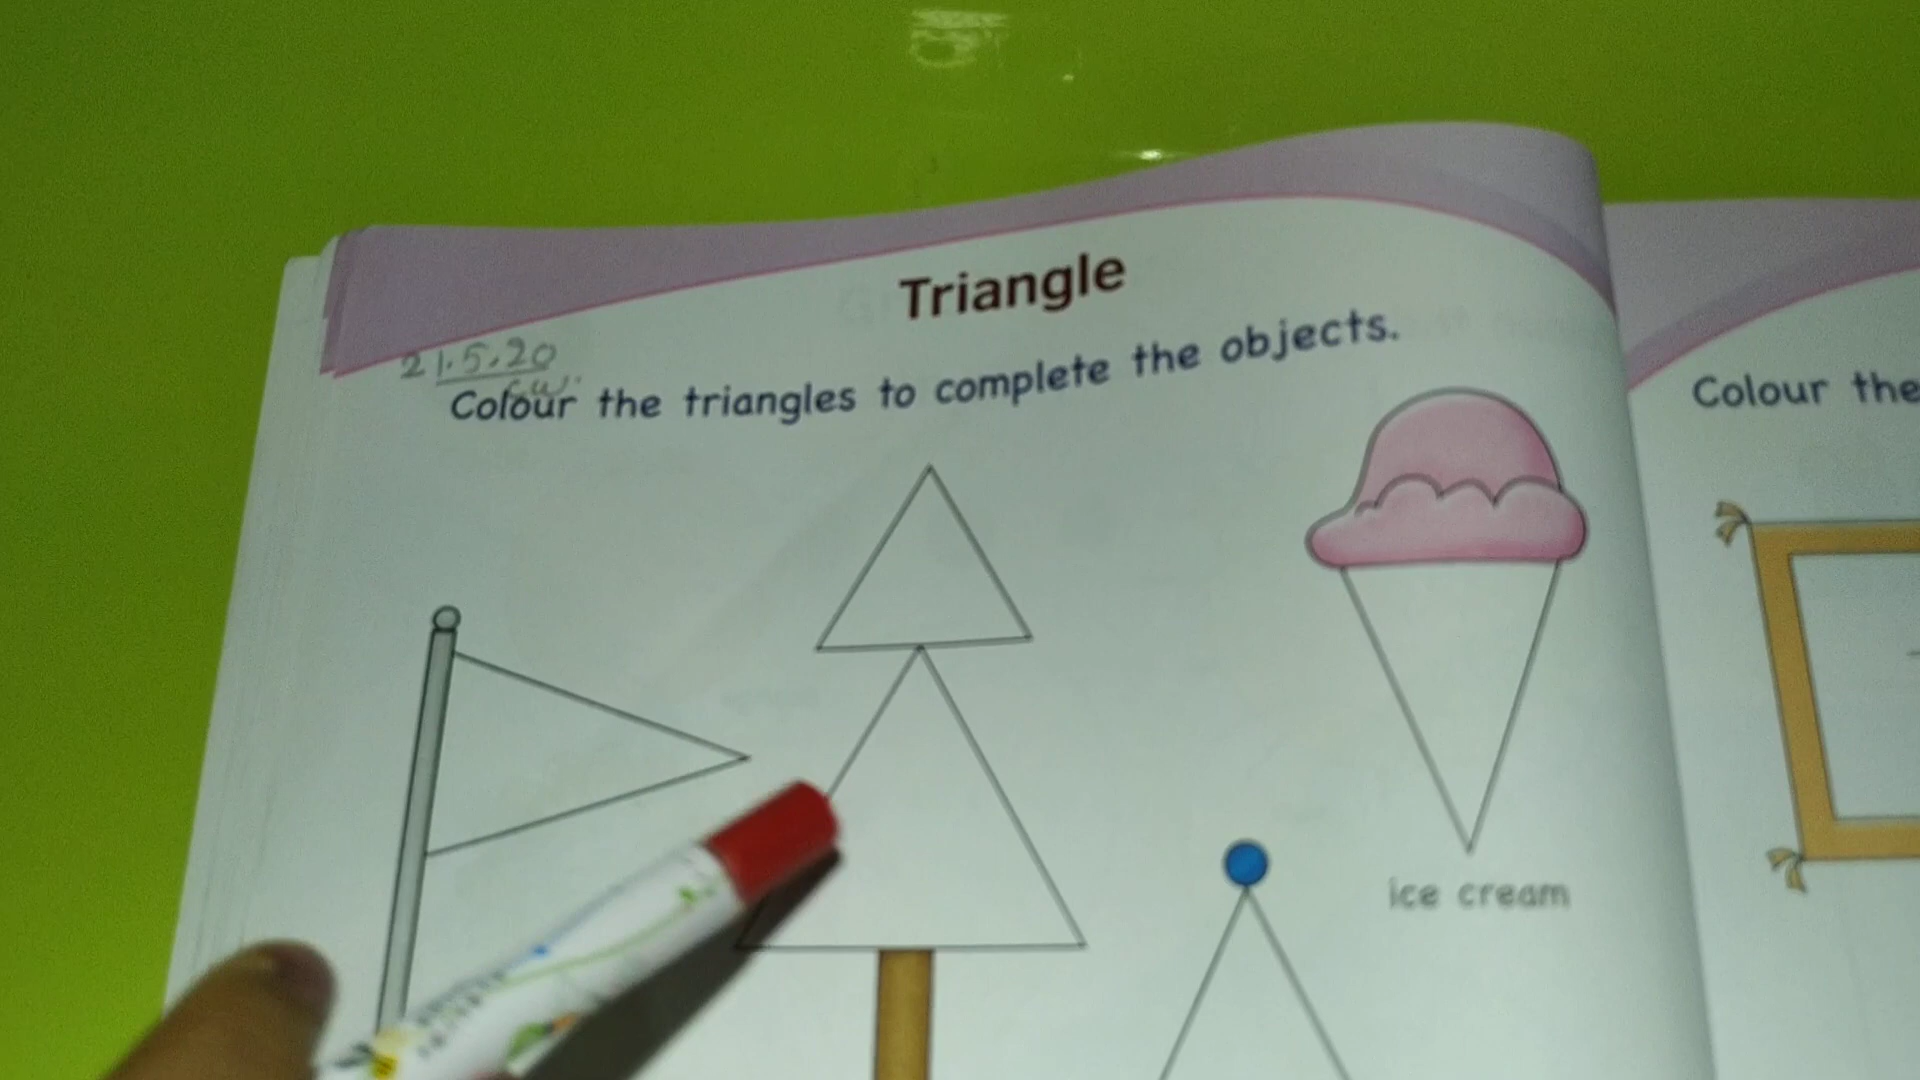 Triangle
21.5.20
C.W.
Colour the triangles to complete the objects.
ice cream
Colour the